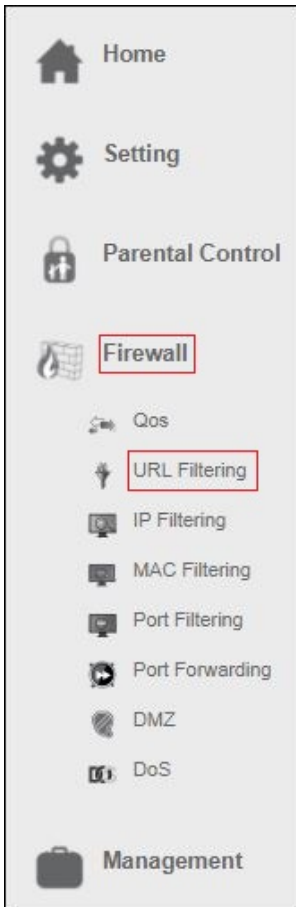 Home
Setting
Parental Control
Firewall
Qos
URL Filtering
IP Filtering
MAC Filtering
Port Filtering
Port Forwarding
DMZ
DoS
Management